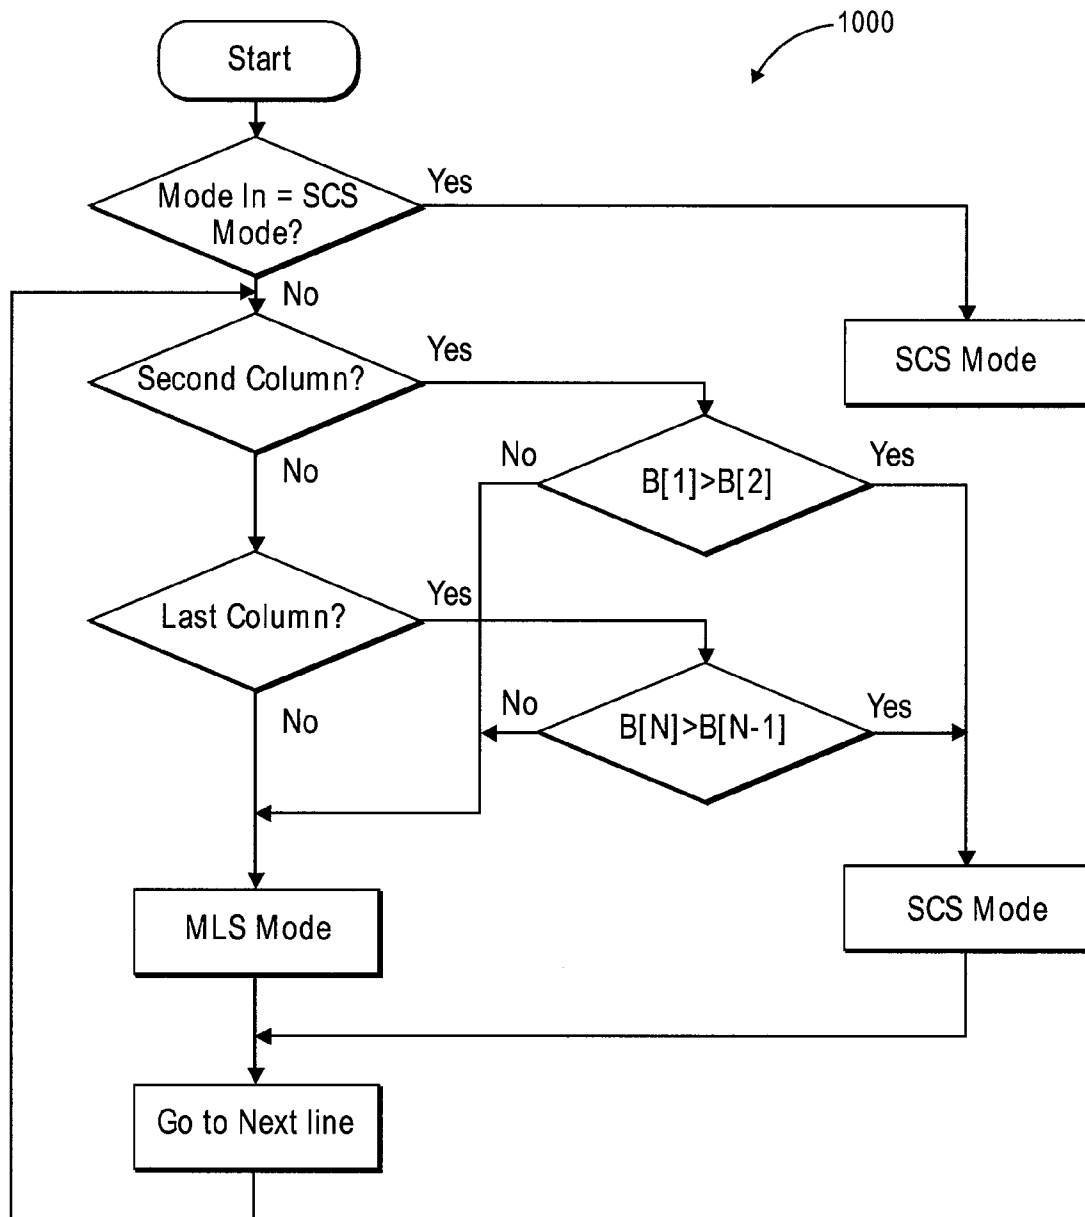 1000
Start
Mode In = SCS
Mode?
Yes
No
SCS Mode
Second Column?
Yes
No
B[1]>B[2]
No
Yes
Last Column?
Yes
No
B[N]>B[N-1]
No
Yes
MLS Mode
SCS Mode
Go to Next line